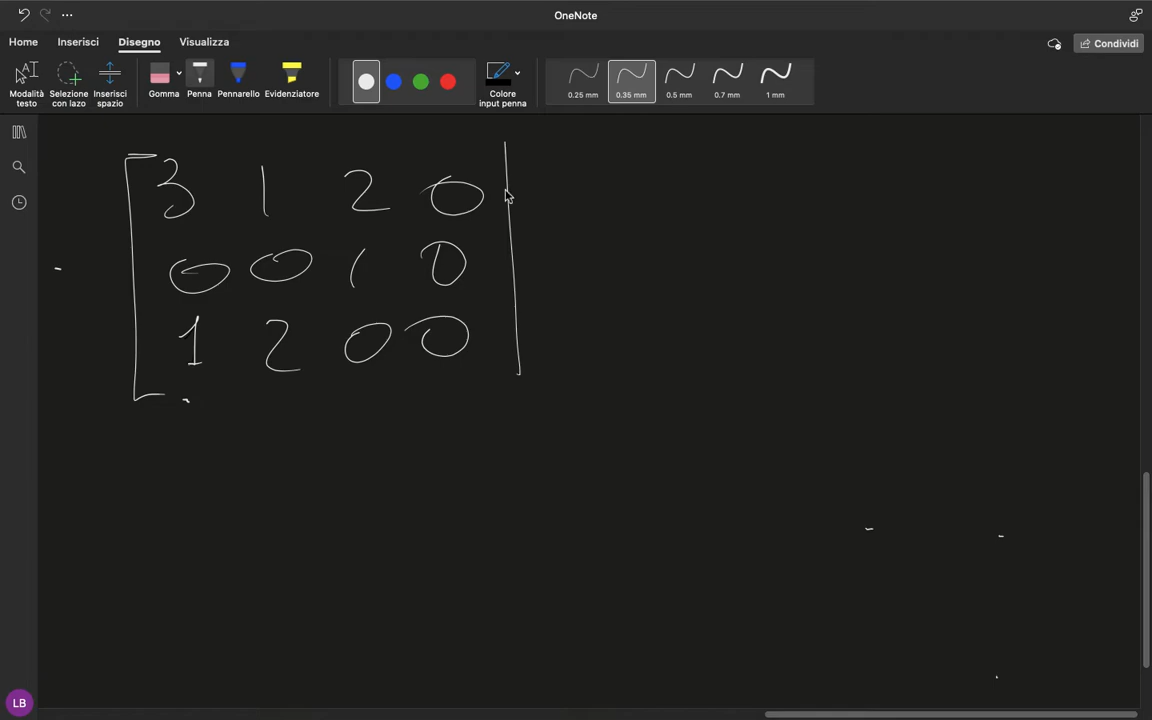 OneNote
Home Inserisci Disegno Visualizza
Condividi
Modalità testo
Selezione con lazo
Inserisci spazio
Gomma
Penna
Pennarello
Evidenziatore
Colore input penna
0.25 mm
0.35 mm
0.5 mm
0.7 mm
1 mm
3 1 2 0
0 0 1 0
1 2 0 0
LB